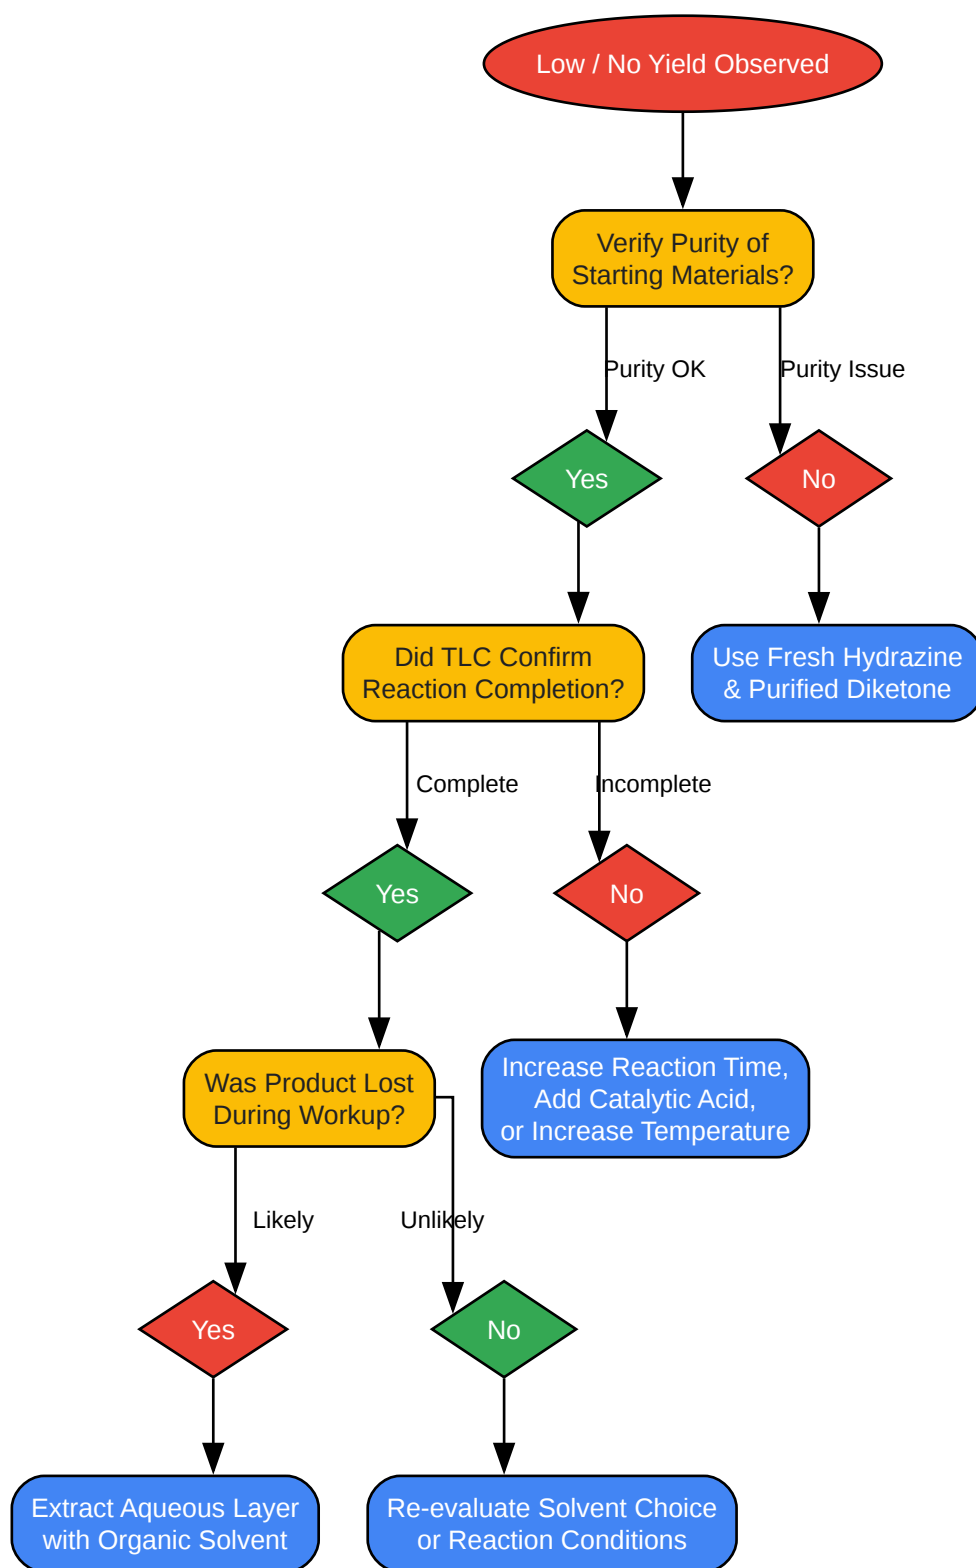 Low / No Yield Observed
Verify Purity of
Starting Materials?
Purity OK
Purity Issue
Yes
No
Did TLC Confirm
Reaction Completion?
Use Fresh Hydrazine
& Purified Diketone
Complete
Incomplete
Yes
No
Was Product Lost
During Workup?
Increase Reaction Time,
Add Catalytic Acid,
or Increase Temperature
Likely
Unlikely
Yes
No
Extract Aqueous Layer
with Organic Solvent
Re-evaluate Solvent Choice
or Reaction Conditions